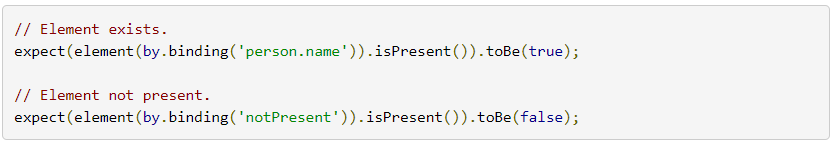 // Element exists.
expect(element(by.binding('person.name')).isPresent()).toBe(true);
// Element not present.
expect(element(by.binding('notPresent')).isPresent()).toBe(false);